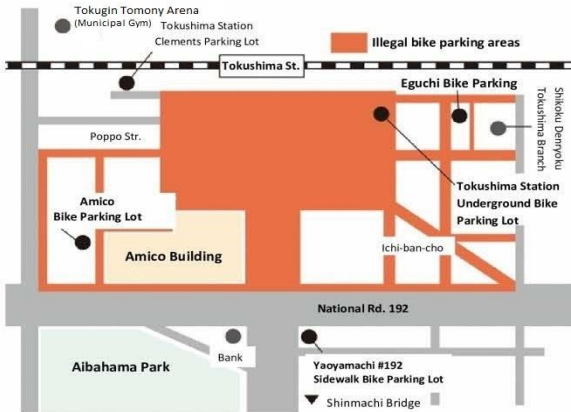 Tokugin Tomony Arena
(Municipal Gym)
Tokushima Station
Clements Parking Lot
Illegal bike parking areas
Tokushima St.
Eguchi Bike Parking
Shikoku Denryoku
Tokushima Branch
Poppo Str.
Tokushima Station
Underground Bike
Parking Lot
Amico
Bike Parking Lot
Ichi-ban-cho
Amico Building
National Rd. 192
Bank
Aibahama Park
Yaoyamachi #192
Sidewalk Bike Parking Lot
Shinmachi Bridge